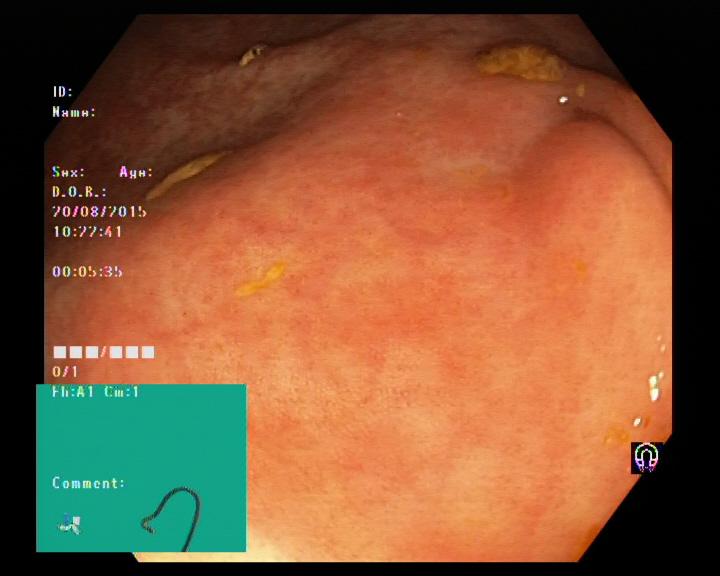 ID:
Name:
Sex: Age:
D.O.B.:
20/08/2015
10:22:41
00:05:35
■■■/■■■
0/1
Eh:A1 Cm:1
Comment: